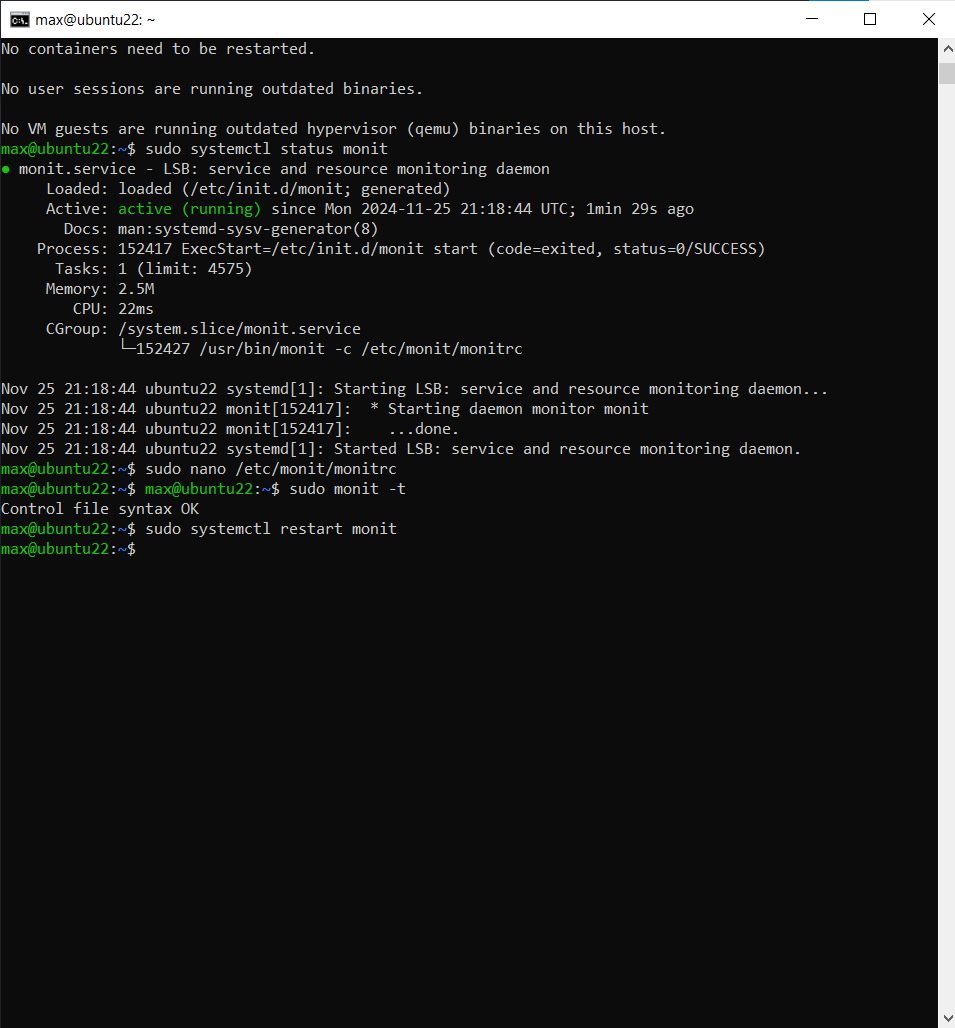 max@ubuntu22: ~
No containers need to be restarted.
No user sessions are running outdated binaries.
No VM guests are running outdated hypervisor (qemu) binaries on this host.
max@ubuntu22:~$ sudo systemctl status monit
● monit.service - LSB: service and resource monitoring daemon
     Loaded: loaded (/etc/init.d/monit; generated)
     Active: active (running) since Mon 2024-11-25 21:18:44 UTC; 1min 29s ago
       Docs: man:systemd-sysv-generator(8)
    Process: 152417 ExecStart=/etc/init.d/monit start (code=exited, status=0/SUCCESS)
      Tasks: 1 (limit: 4575)
     Memory: 2.5M
        CPU: 22ms
     CGroup: /system.slice/monit.service
             └─152427 /usr/bin/monit -c /etc/monit/monitrc
Nov 25 21:18:44 ubuntu22 systemd[1]: Starting LSB: service and resource monitoring daemon...
Nov 25 21:18:44 ubuntu22 monit[152417]:  * Starting daemon monitor monit
Nov 25 21:18:44 ubuntu22 monit[152417]:    ...done.
Nov 25 21:18:44 ubuntu22 systemd[1]: Started LSB: service and resource monitoring daemon.
max@ubuntu22:~$ sudo nano /etc/monit/monitrc
max@ubuntu22:~$ max@ubuntu22:~$ sudo monit -t
Control file syntax OK
max@ubuntu22:~$ sudo systemctl restart monit
max@ubuntu22:~$